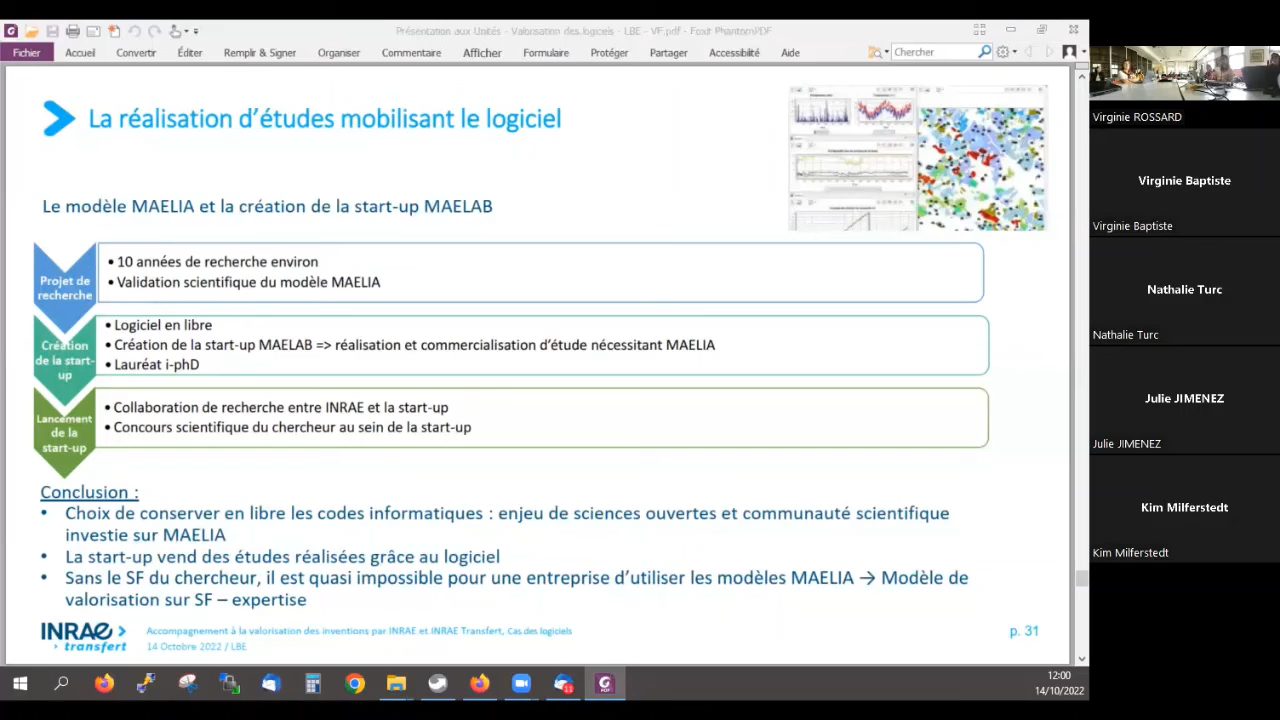 Présentation aux Unités - Valorisation des logiciels - LBE - VF.pdf - Foxit PhantomPDF
Fichier Accueil Convertir Éditer Remplir & Signer Organiser Commentaire Afficher Formulaire Protéger Partager Accessibilité Aide Chercher
La réalisation d'études mobilisant le logiciel
Le modèle MAELIA et la création de la start-up MAELAB
Projet de
recherche
• 10 années de recherche environ
• Validation scientifique du modèle MAELIA
Création
de la start-
up
• Logiciel en libre
• Création de la start-up MAELAB => réalisation et commercialisation d'étude nécessitant MAELIA
• Lauréat i-phD
Lancement
de la
start-up
• Collaboration de recherche entre INRAE et la start-up
• Concours scientifique du chercheur au sein de la start-up
Conclusion :
• Choix de conserver en libre les codes informatiques : enjeu de sciences ouvertes et communauté scientifique
investie sur MAELIA
• La start-up vend des études réalisées grâce au logiciel
• Sans le SF du chercheur, il est quasi impossible pour une entreprise d'utiliser les modèles MAELIA → Modèle de
valorisation sur SF – expertise
INRAE
transfert
Accompagnement à la valorisation des inventions par INRAE et INRAE Transfert, Cas des logiciels
14 Octobre 2022 / LBE
p. 31
12:00
14/10/2022
Virginie ROSSARD
Virginie Baptiste
Virginie Baptiste
Nathalie Turc
Nathalie Turc
Julie JIMENEZ
Julie JIMENEZ
Kim Milferstedt
Kim Milferstedt